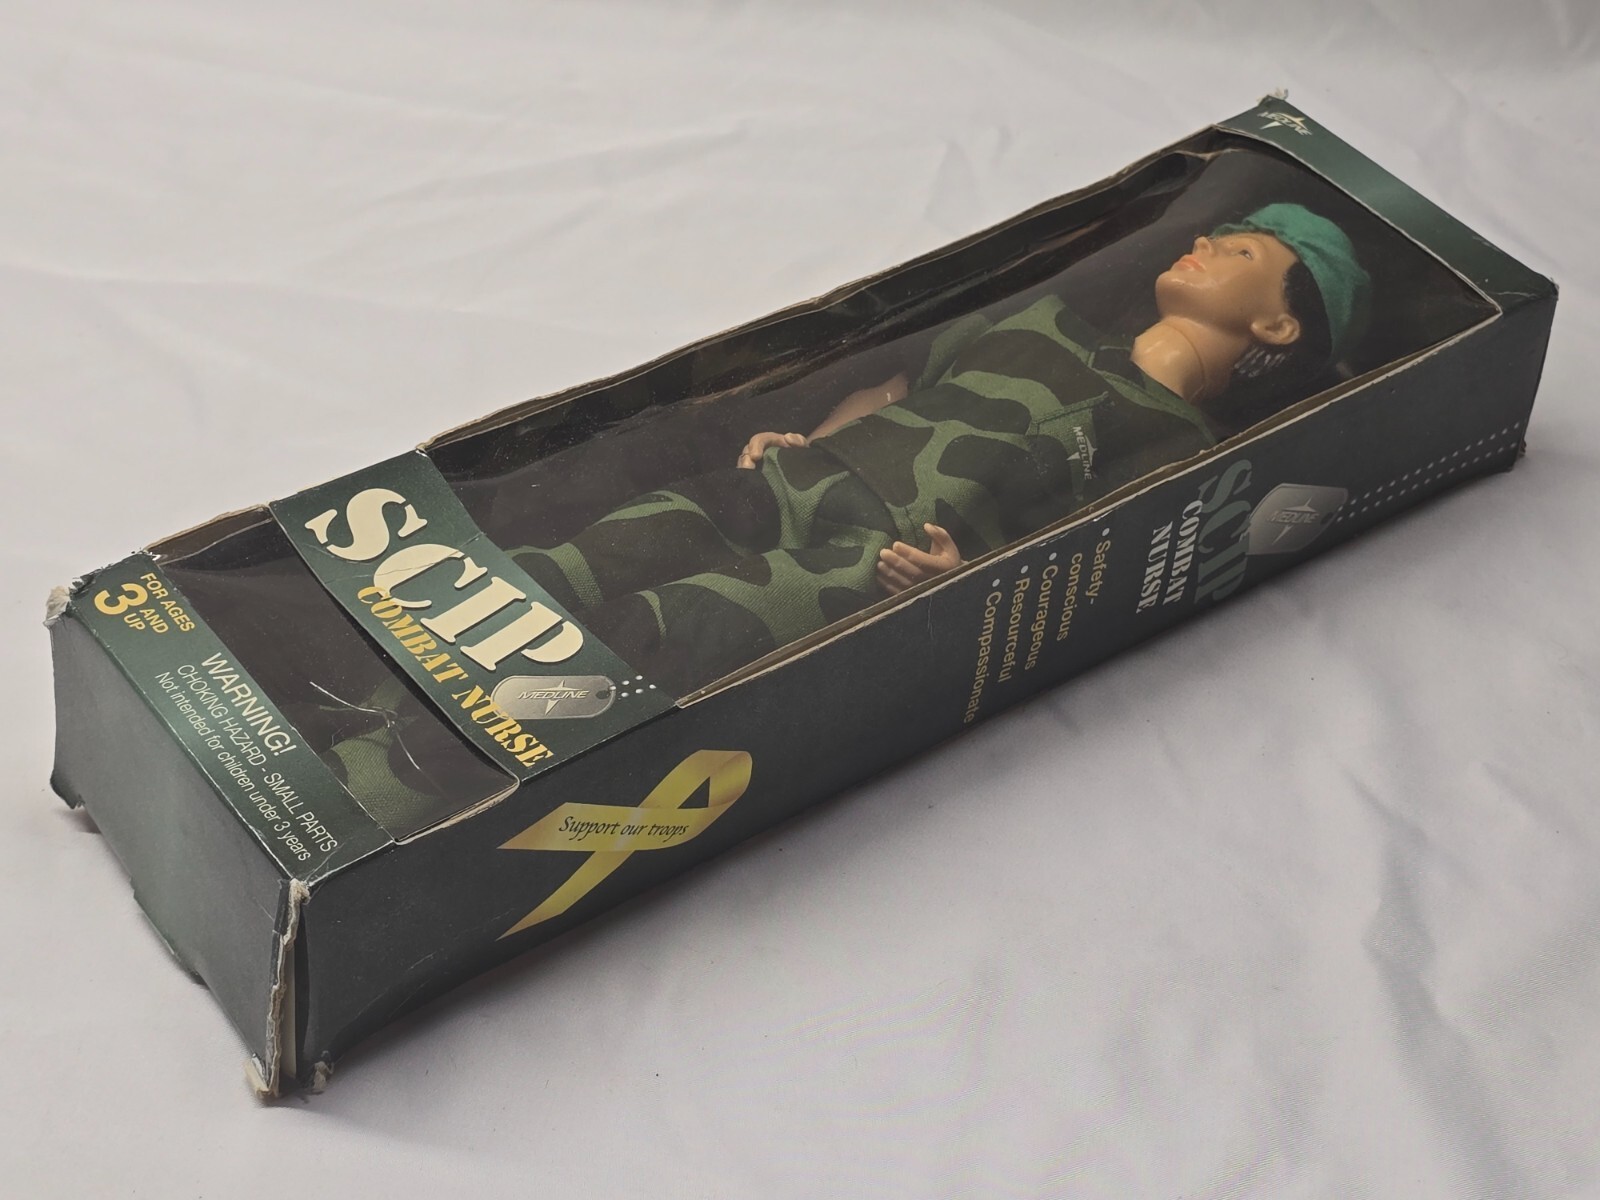 MEDLINE
MEDLINE
SCIP
COMBAT NURSE
MEDLINE
FOR AGES
3 AND
UP
WARNING!
CHOKING HAZARD - SMALL PARTS
Not intended for children under 3 years
SCIP
COMBAT
NURSE
MEDLINE
• Safety-
conscious
• Courageous
• Resourceful
• Compassionate
Support our troops